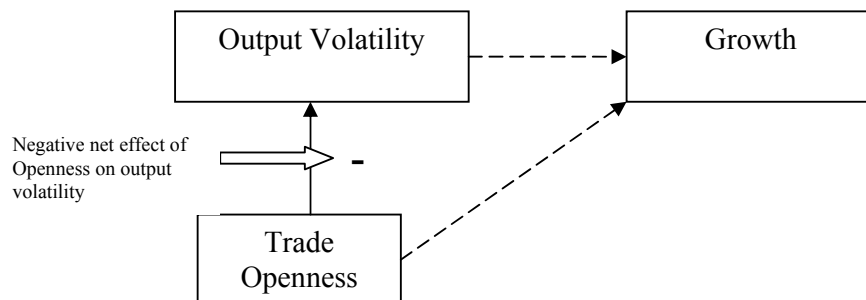 Output Volatility
Growth
Negative net effect of
Openness on output
volatility
-
Trade
Openness